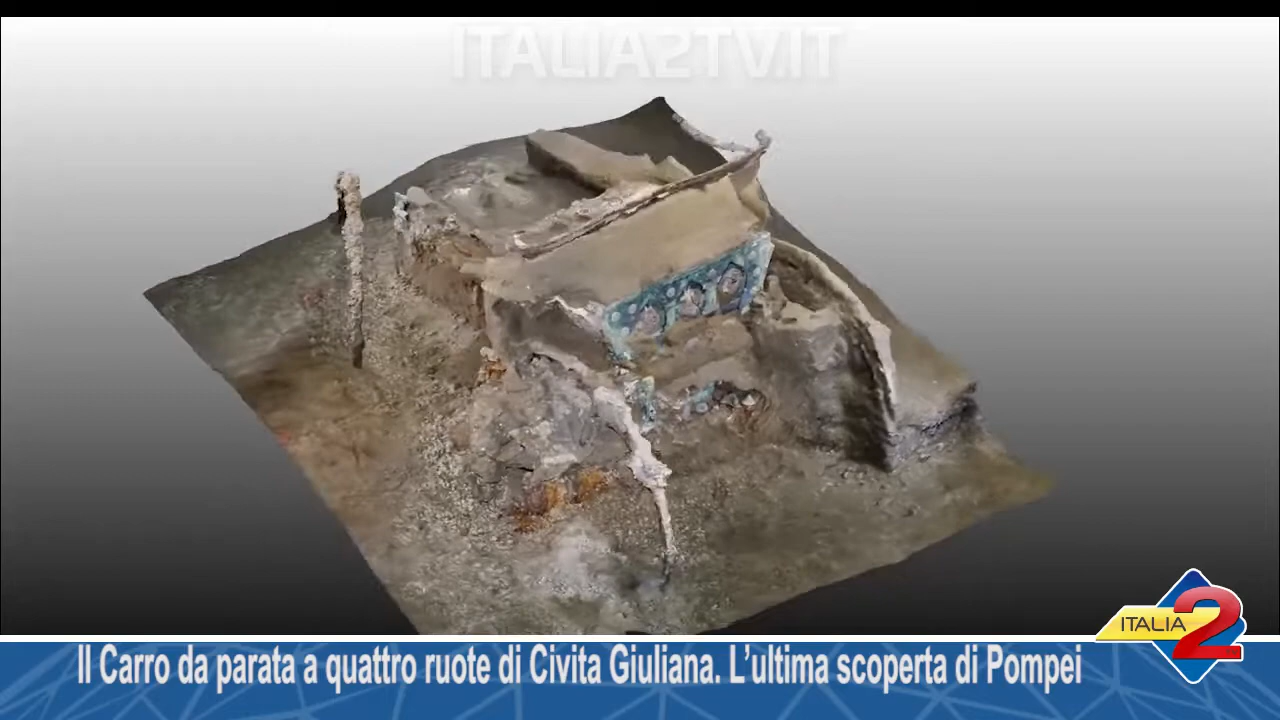 ITALIA2TV.IT
ITALIA 2
Il Carro da parata a quattro ruote di Civita Giuliana. L’ultima scoperta di Pompei